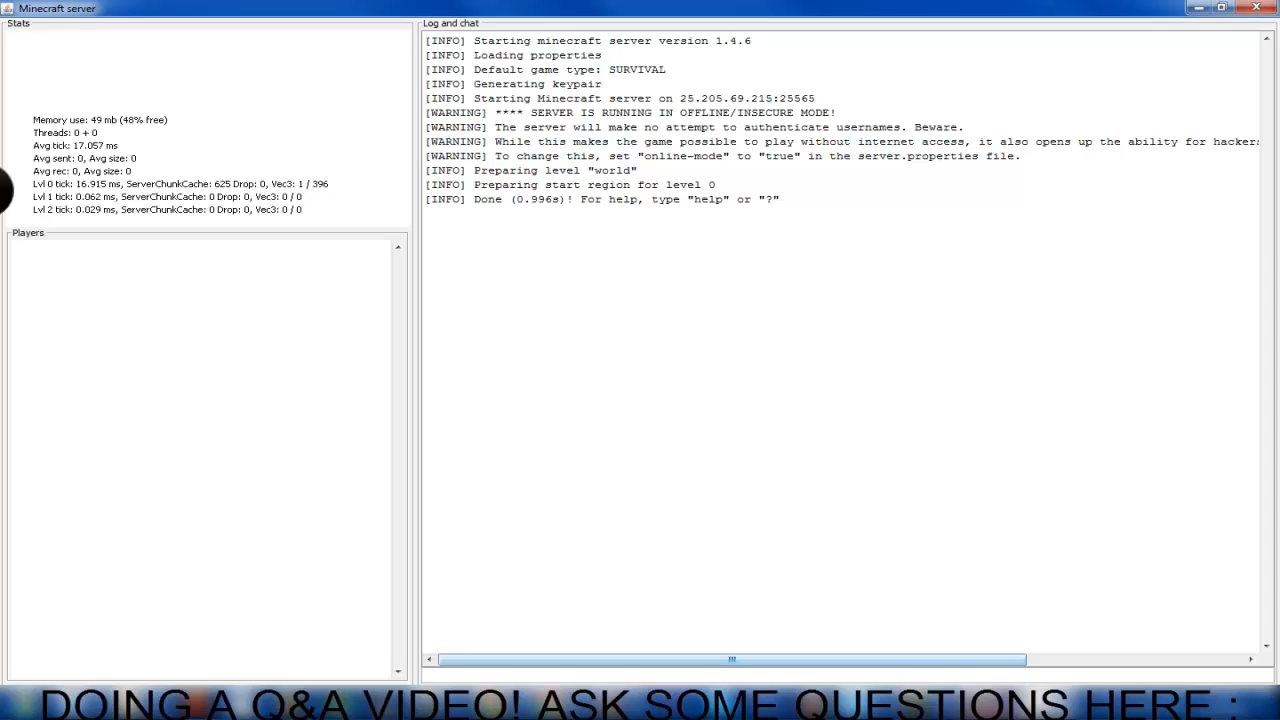 Minecraft server
Stats
Memory use: 49 mb (48% free)
Threads: 0 + 0
Avg tick: 17.057 ms
Avg sent: 0, Avg size: 0
Avg rec: 0, Avg size: 0
Lvl 0 tick: 16.915 ms, ServerChunkCache: 625 Drop: 0, Vec3: 1 / 396
Lvl 1 tick: 0.062 ms, ServerChunkCache: 0 Drop: 0, Vec3: 0 / 0
Lvl 2 tick: 0.029 ms, ServerChunkCache: 0 Drop: 0, Vec3: 0 / 0
Players
Log and chat
[INFO] Starting minecraft server version 1.4.6
[INFO] Loading properties
[INFO] Default game type: SURVIVAL
[INFO] Generating keypair
[INFO] Starting Minecraft server on 25.205.69.215:25565
[WARNING] **** SERVER IS RUNNING IN OFFLINE/INSECURE MODE!
[WARNING] The server will make no attempt to authenticate usernames. Beware.
[WARNING] While this makes the game possible to play without internet access, it also opens up the ability for hackers
[WARNING] To change this, set "online-mode" to "true" in the server.properties file.
[INFO] Preparing level "world"
[INFO] Preparing start region for level 0
[INFO] Done (0.996s)! For help, type "help" or "?"
DOING A Q&A VIDEO! ASK SOME QUESTIONS HERE :